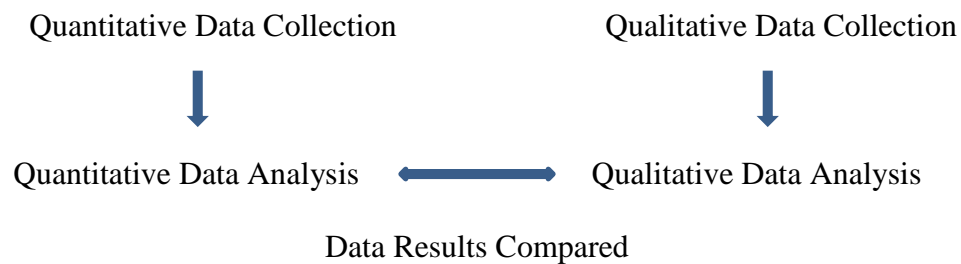 Quantitative Data Collection Qualitative Data Collection
Quantitative Data Analysis Qualitative Data Analysis
Data Results Compared